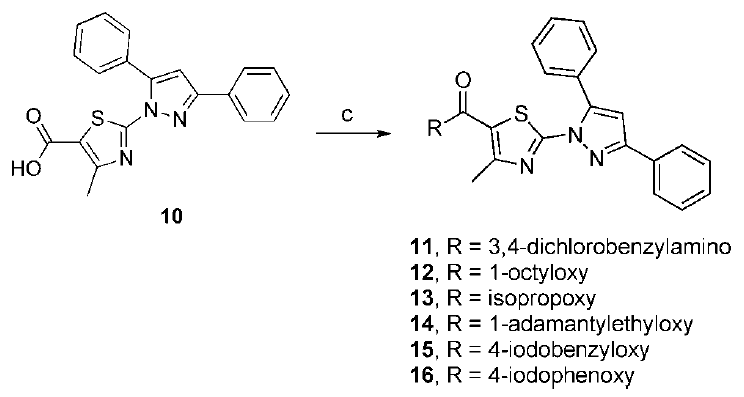 O
HO
S
N
N
N
10
c
O
R
S
N
N
N
11, R = 3,4-dichlorobenzylamino
12, R = 1-octyloxy
13, R = isopropoxy
14, R = 1-adamantylethyloxy
15, R = 4-iodobenzyloxy
16, R = 4-iodophenoxy